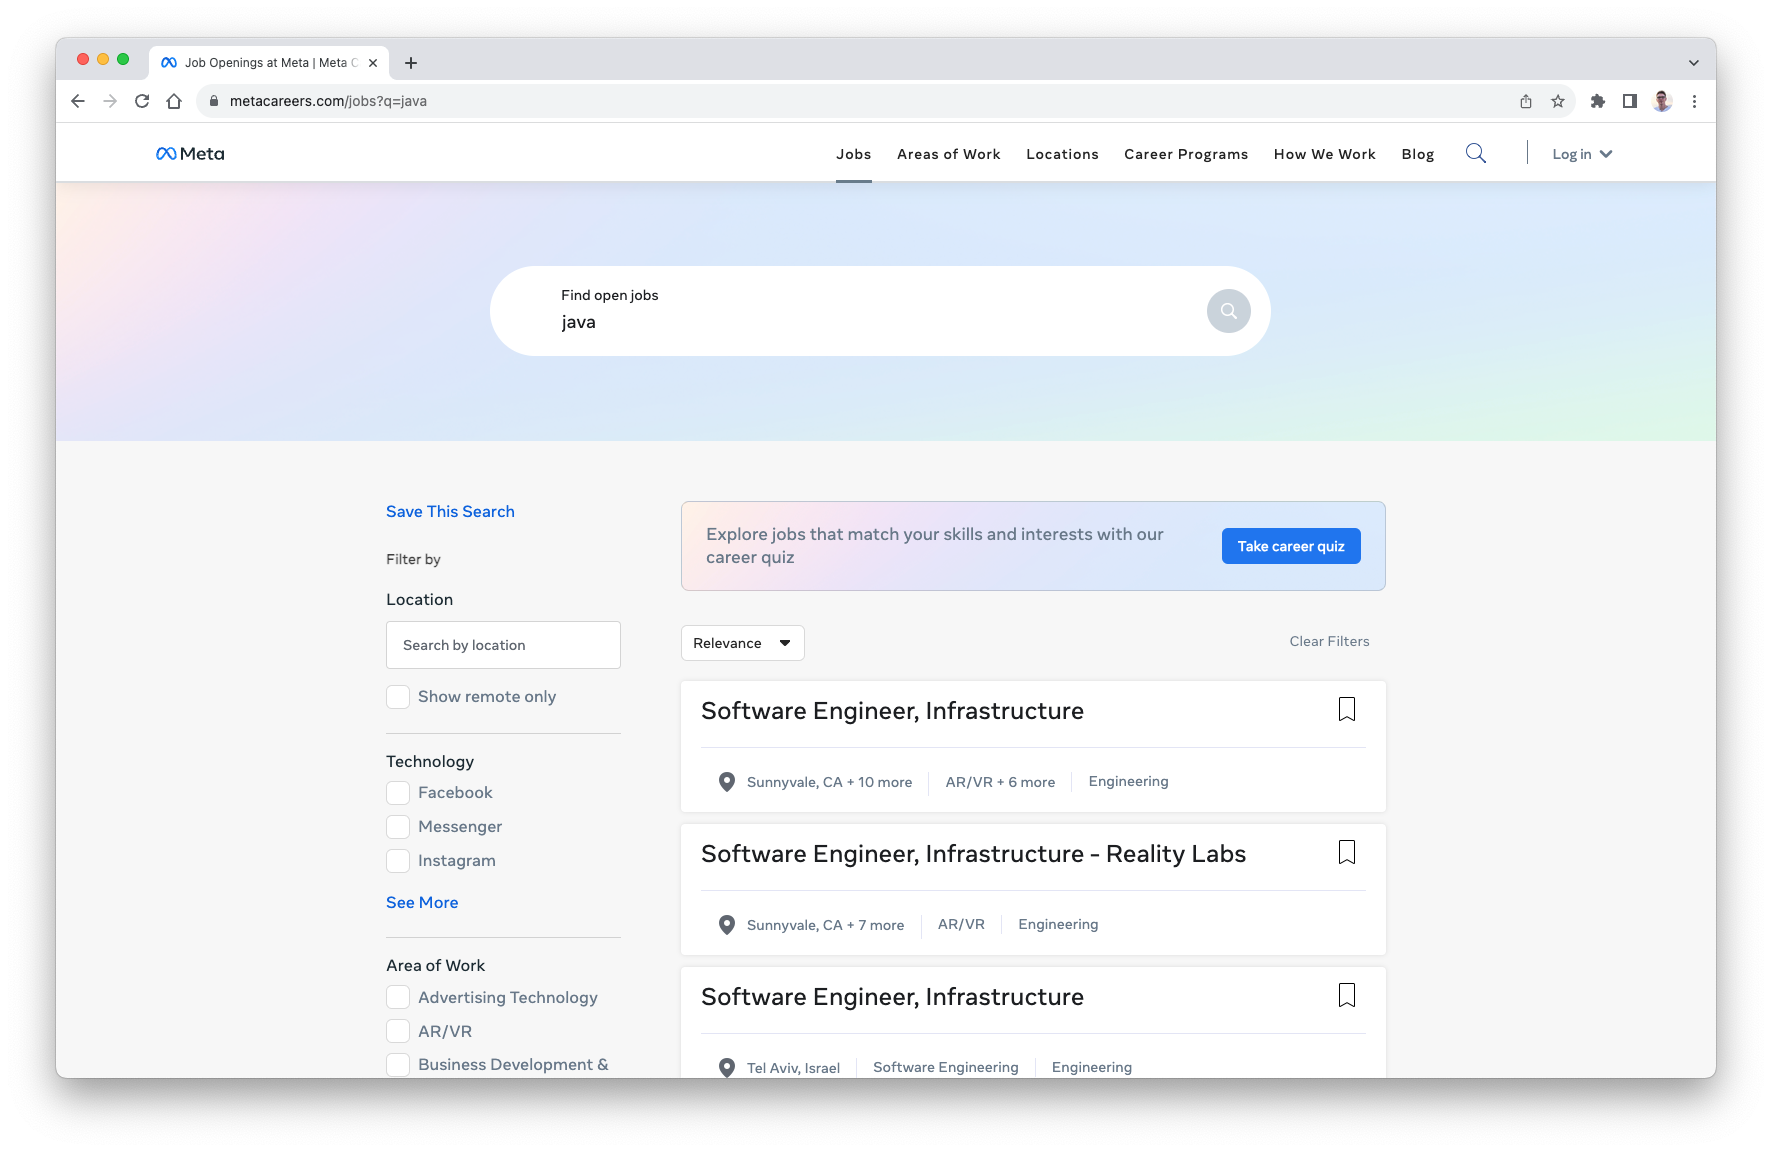 Job Openings at Meta | Meta C
metacareers.com/jobs?q=java
Meta
Jobs Areas of Work Locations Career Programs How We Work Blog Log in
Find open jobs
java
Save This Search
Filter by
Location
Search by location
Show remote only
Technology
Facebook
Messenger
Instagram
See More
Area of Work
Advertising Technology
AR/VR
Business Development &
Explore jobs that match your skills and interests with our
career quiz
Take career quiz
Relevance
Clear Filters
Software Engineer, Infrastructure
Sunnyvale, CA + 10 more AR/VR + 6 more Engineering
Software Engineer, Infrastructure - Reality Labs
Sunnyvale, CA + 7 more AR/VR Engineering
Software Engineer, Infrastructure
Tel Aviv, Israel Software Engineering Engineering